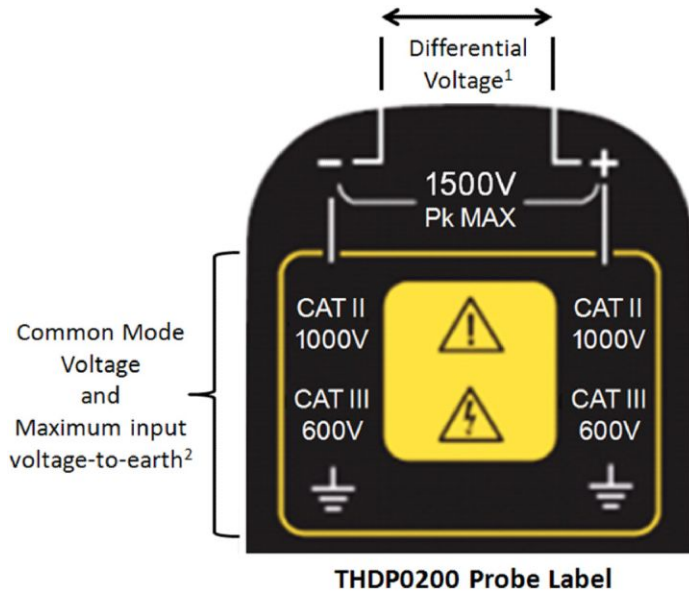 Differential
Voltage¹
− +
1500V
Pk MAX
CAT II
1000V
CAT III
600V
CAT II
1000V
CAT III
600V
Common Mode
Voltage
and
Maximum input
voltage-to-earth²
THDP0200 Probe Label